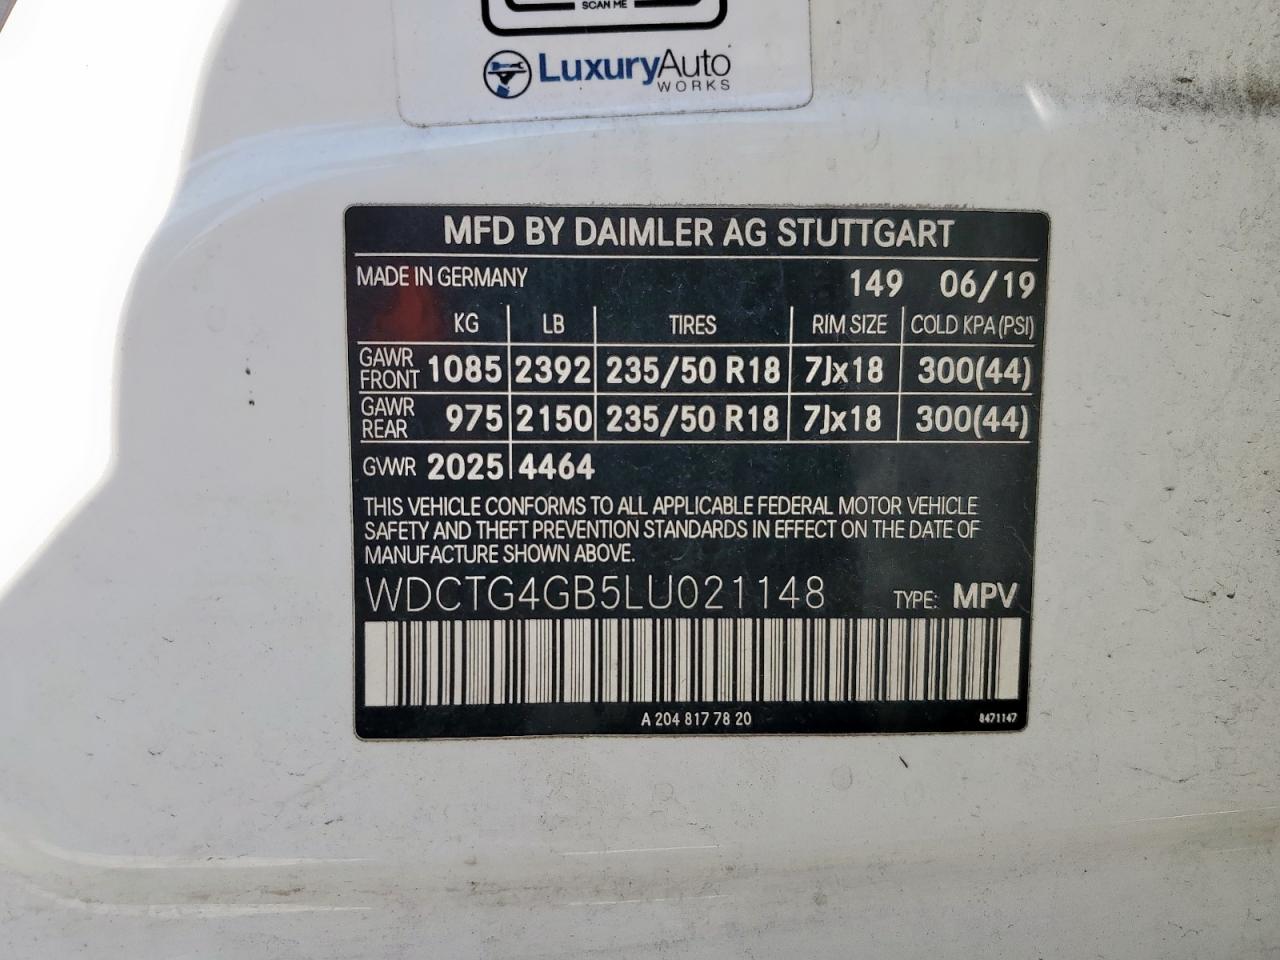 SCAN ME
LuxuryAuto
WORKS
MFD BY DAIMLER AG STUTTGART
MADE IN GERMANY 149 06/19
KG LB TIRES RIM SIZE COLD KPA(PSI)
GAWR FRONT 1085 2392 235/50 R18 7Jx18 300(44)
GAWR REAR 975 2150 235/50 R18 7Jx18 300(44)
GVWR 2025 4464
THIS VEHICLE CONFORMS TO ALL APPLICABLE FEDERAL MOTOR VEHICLE
SAFETY AND THEFT PREVENTION STANDARDS IN EFFECT ON THE DATE OF
MANUFACTURE SHOWN ABOVE.
WDCTG4GB5LU021148 TYPE: MPV
A 204 817 78 20 8471147